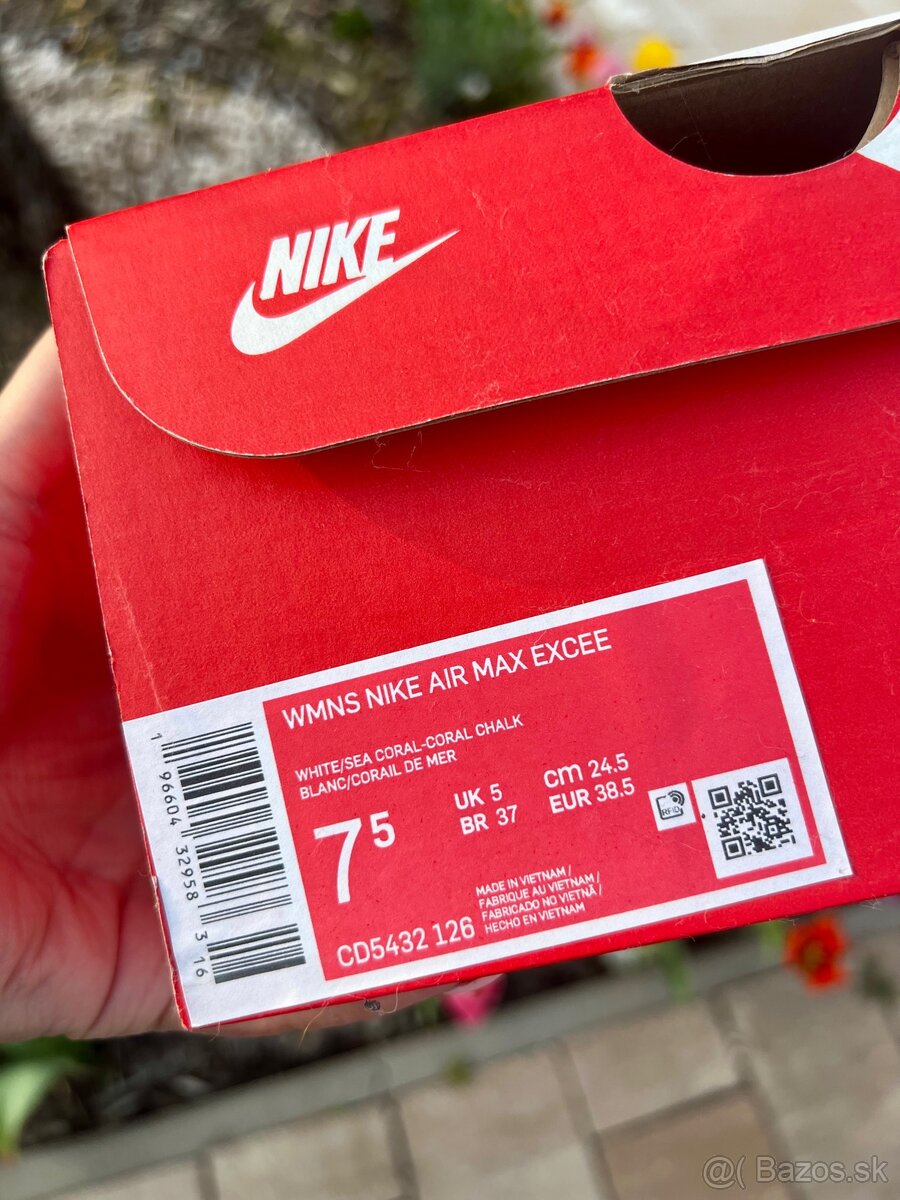 NIKE
WMNS NIKE AIR MAX EXCEE
WHITE/SEA CORAL-CORAL CHALK
BLANC/CORAIL DE MER
7⁵
UK 5
BR 37
cm 24.5
EUR 38.5
RFID
MADE IN VIETNAM /
FABRIQUE AU VIETNAM /
FABRICADO NO VIETNÃ /
HECHO EN VIETNAM
CD5432 126
1 96604 32958 3 16
@( Bazos.sk